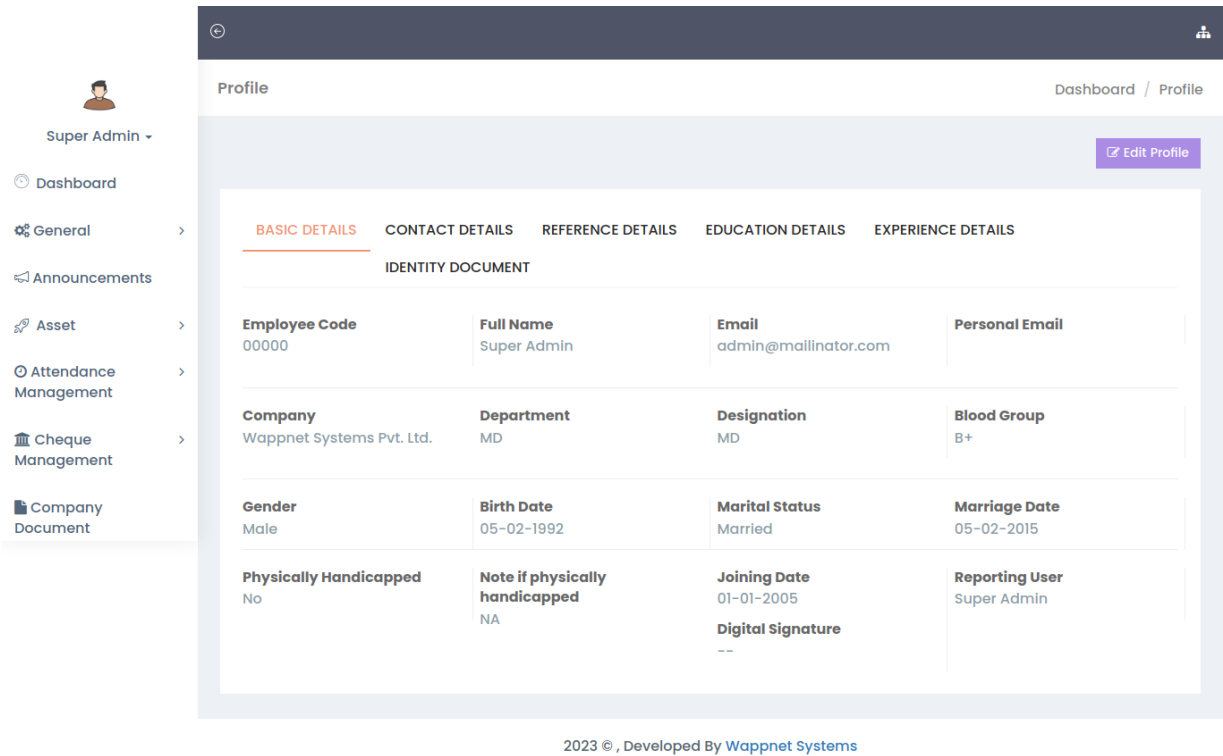 Profile
Dashboard / Profile
Super Admin
Dashboard
General
Announcements
Asset
Attendance
Management
Cheque
Management
Company
Document
Edit Profile
BASIC DETAILS CONTACT DETAILS REFERENCE DETAILS EDUCATION DETAILS EXPERIENCE DETAILS
IDENTITY DOCUMENT
Employee Code Full Name Email Personal Email
00000 Super Admin admin@mailinator.com
Company Department Designation Blood Group
Wappnet Systems Pvt. Ltd. MD MD B+
Gender Birth Date Marital Status Marriage Date
Male 05-02-1992 Married 05-02-2015
Physically Handicapped Note if physically Joining Date Reporting User
No handicapped 01-01-2005 Super Admin
NA Digital Signature
--
2023 © , Developed By Wappnet Systems